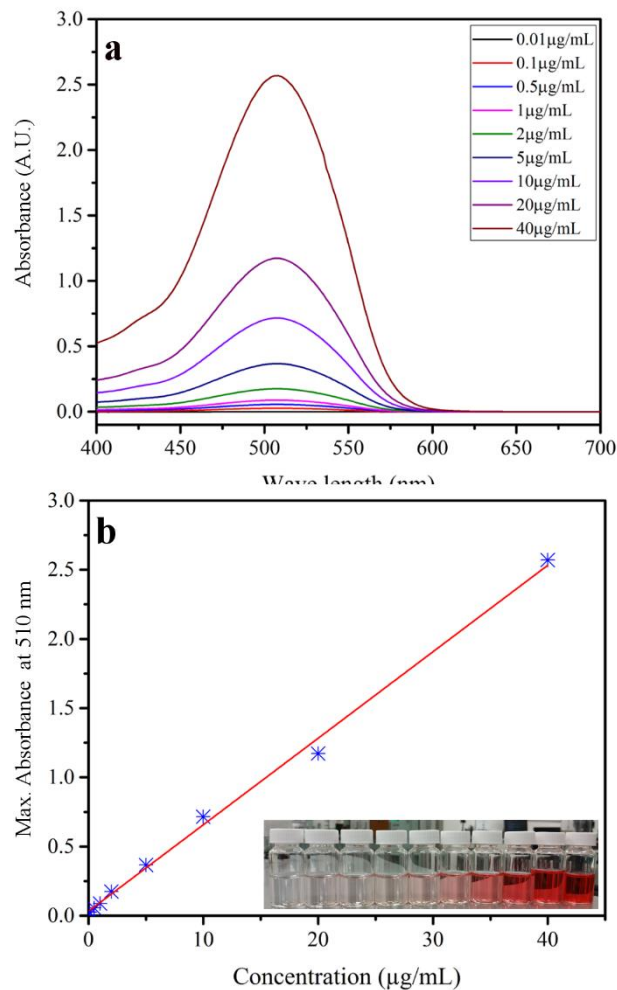 a
3.0
2.5
2.0
1.5
1.0
0.5
0.0
Absorbance (A.U.)
0.01µg/mL
0.1µg/mL
0.5µg/mL
1µg/mL
2µg/mL
5µg/mL
10µg/mL
20µg/mL
40µg/mL
400 450 500 550 600 650 700
Wave length (nm)
b
3.0
2.5
2.0
1.5
1.0
0.5
0.0
Max. Absorbance at 510 nm
0 10 20 30 40
Concentration (µg/mL)